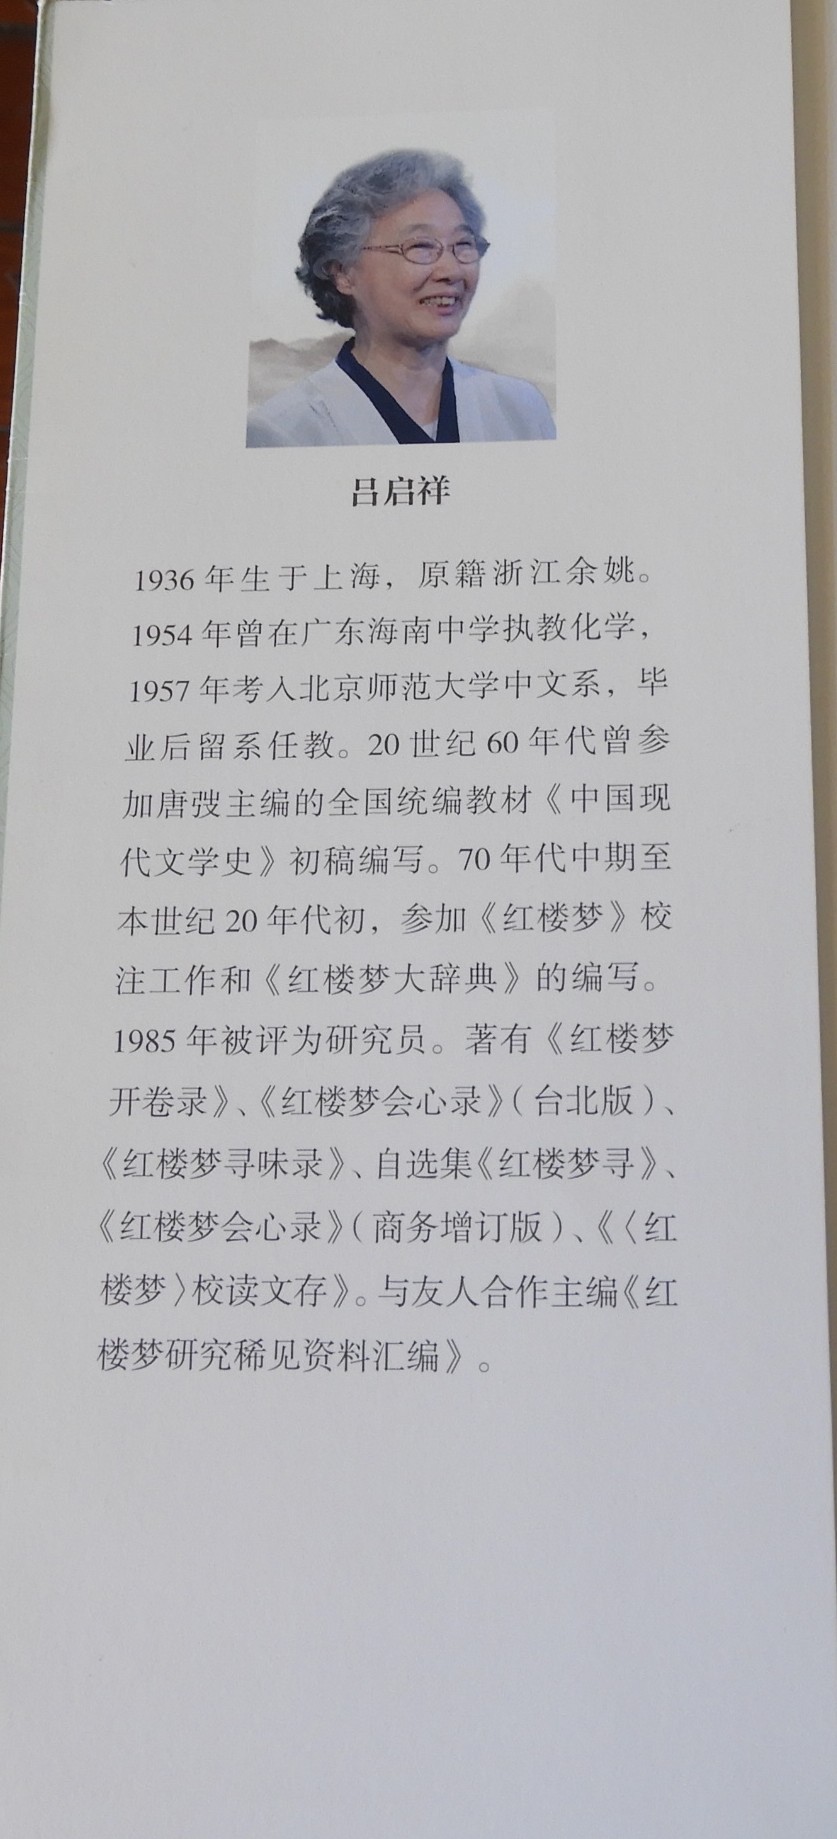 吕启祥
1936 年生于上海，原籍浙江余姚。
1954 年曾在广东海南中学执教化学，
1957 年考入北京师范大学中文系，毕
业后留系任教。20 世纪 60 年代曾参
加唐弢主编的全国统编教材《中国现
代文学史》初稿编写。70 年代中期至
本世纪 20 年代初，参加《红楼梦》校
注工作和《红楼梦大辞典》的编写。
1985 年被评为研究员。著有《红楼梦
开卷录》、《红楼梦会心录》（台北版）、
《红楼梦寻味录》、自选集《红楼梦寻》、
《红楼梦会心录》（商务增订版）、《〈红
楼梦〉校读文存》。与友人合作主编《红
楼梦研究稀见资料汇编》。